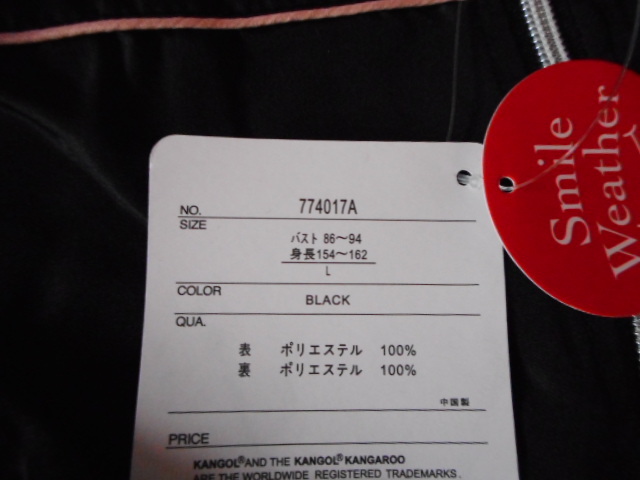 NO. 774017A
SIZE
バスト 86～94
身長154～162
L
COLOR BLACK
QUA.
表 ポリエステル 100%
裏 ポリエステル 100%
中国製
PRICE
KANGOL® AND THE KANGOL® KANGAROO
ARE THE WORLDWIDE REGISTERED TRADEMARKS.
Smile
Weather